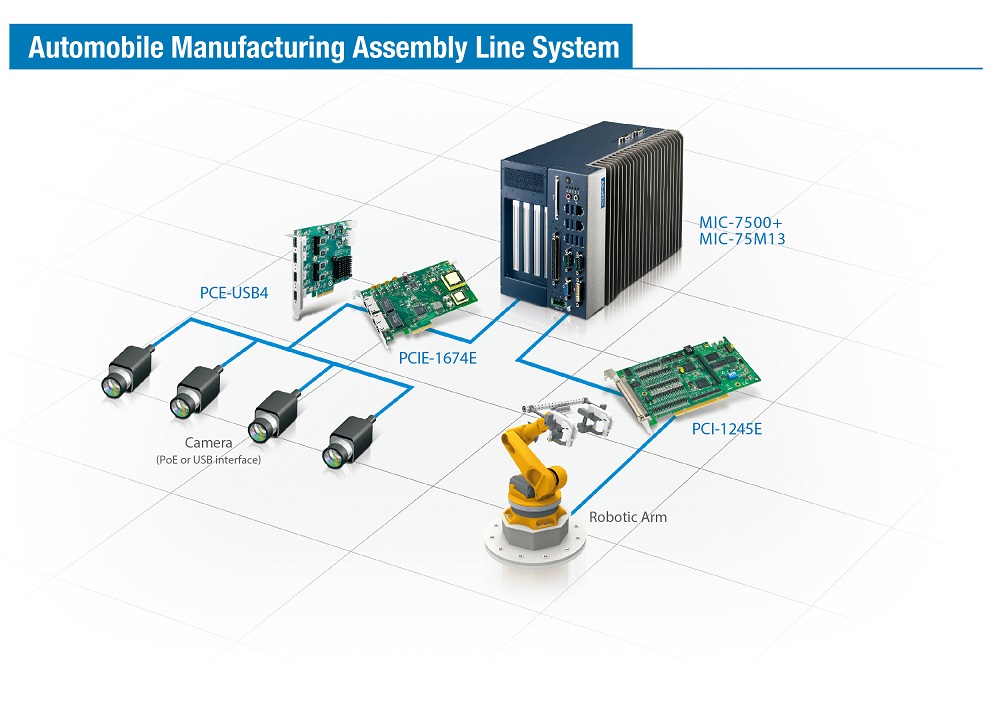 Automobile Manufacturing Assembly Line System
MIC-7500+
MIC-75M13
PCE-USB4
PCIE-1674E
PCI-1245E
Camera
(PoE or USB interface)
Robotic Arm